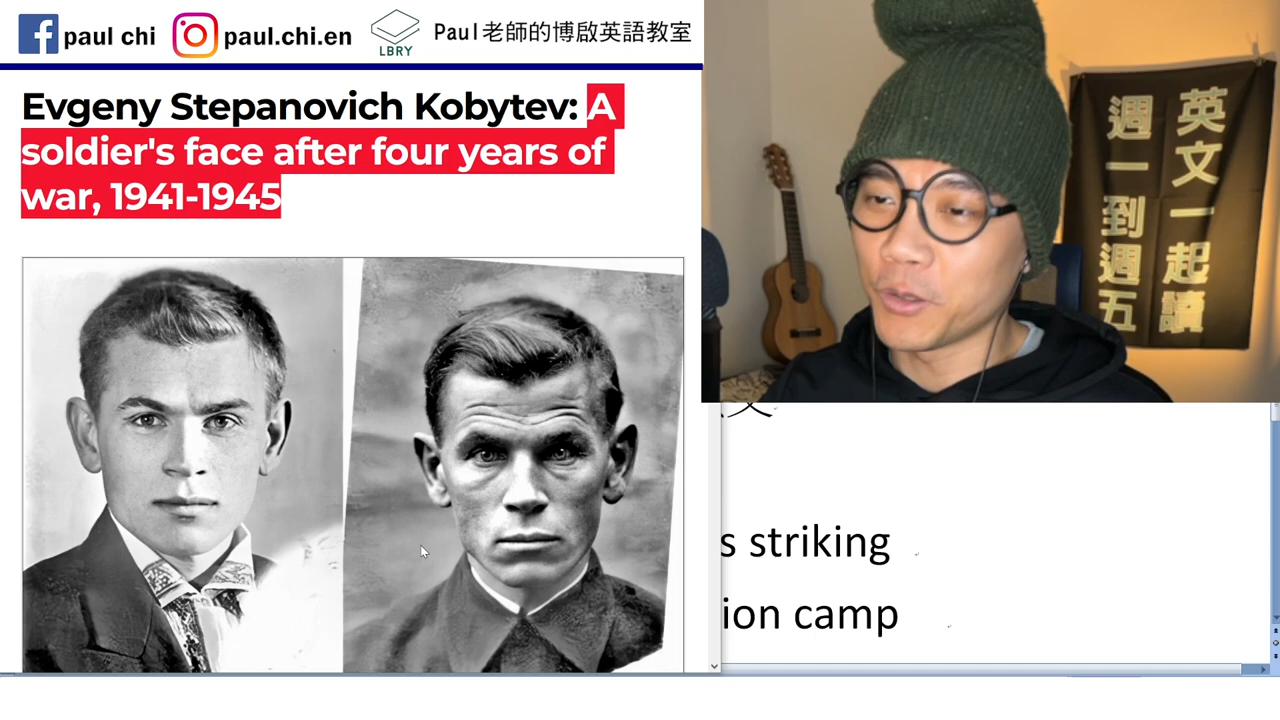 paul chi
paul.chi.en
LBRY
Paul老師的博啟英語教室
Evgeny Stepanovich Kobytev: A
soldier's face after four years of
war, 1941-1945
英文一起讀
週一到週五
s striking
ion camp